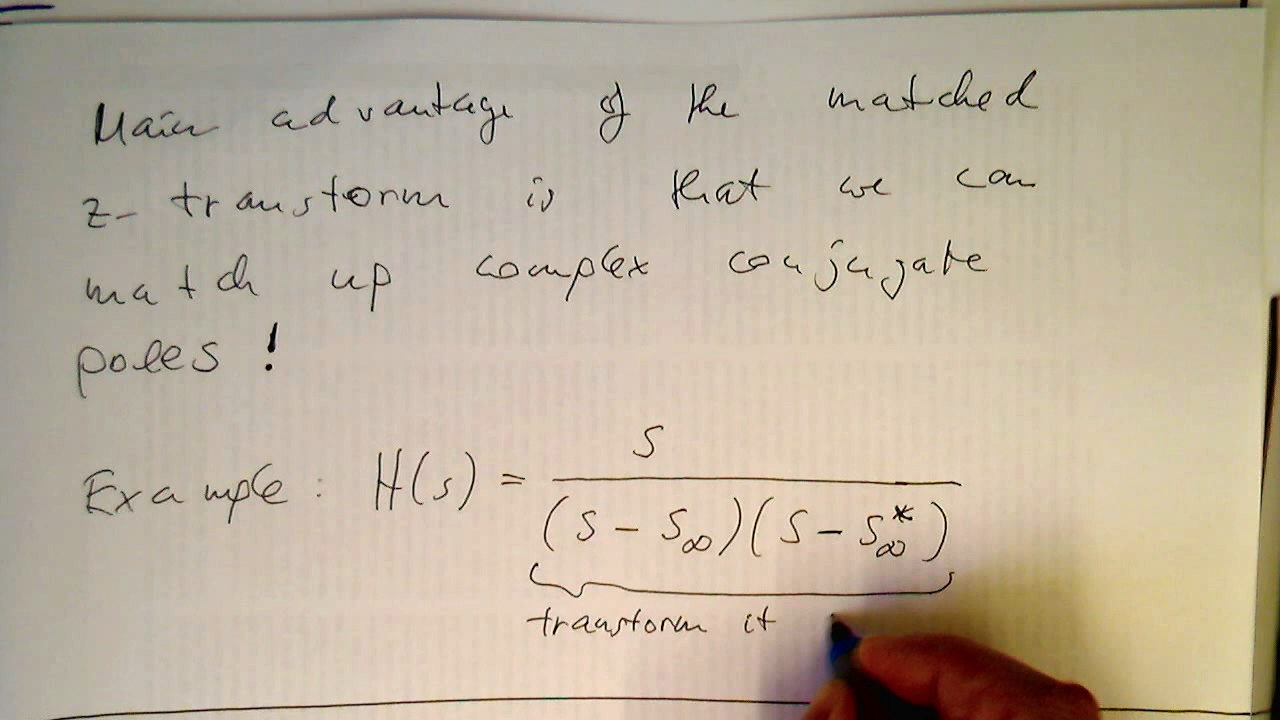 Main advantage of the matched
z- transform is that we can
match up complex conjugate
poles !
Example : H(s) = s / (s - s∞)(s - s∞*)
transform it